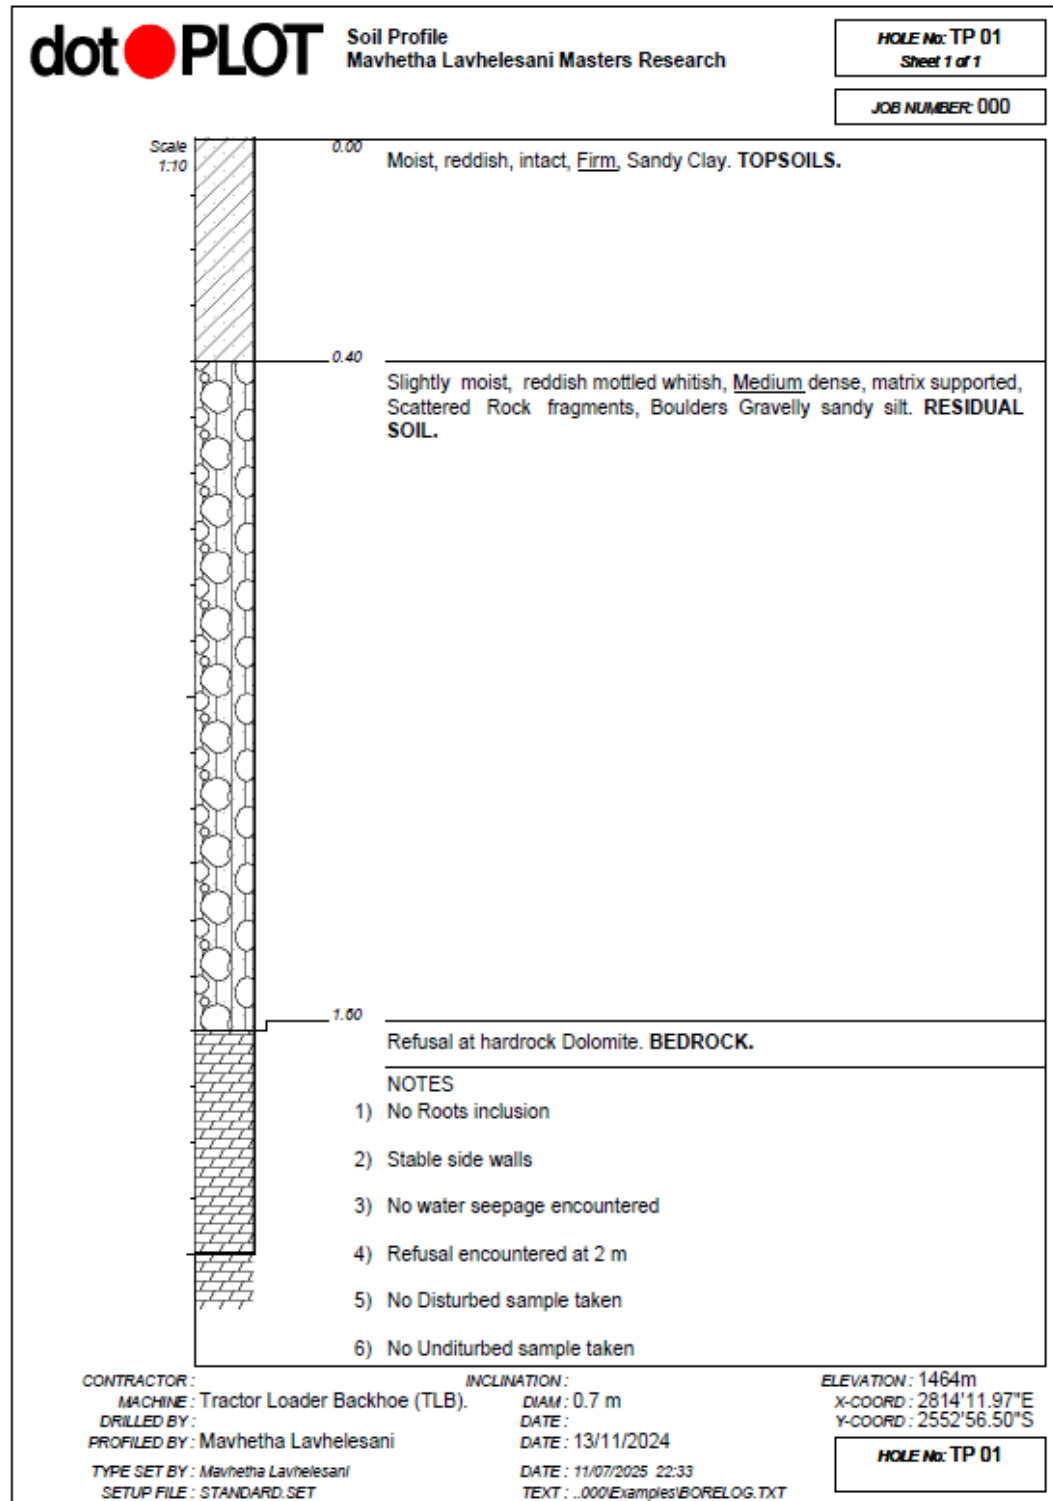 dot PLOT
Soil Profile
Mavhetha Lavhelesani Masters Research
HOLE No: TP 01
Sheet 1 of 1
JOB NUMBER: 000
Scale
1:10
0.00
Moist, reddish, intact, Firm, Sandy Clay. TOPSOILS.
0.40
Slightly moist, reddish mottled whitish, Medium dense, matrix supported,
Scattered Rock fragments, Boulders Gravelly sandy silt. RESIDUAL
SOIL.
1.60
Refusal at hardrock Dolomite. BEDROCK.
NOTES
1) No Roots inclusion
2) Stable side walls
3) No water seepage encountered
4) Refusal encountered at 2 m
5) No Disturbed sample taken
6) No Unditurbed sample taken
CONTRACTOR : INCLINATION : ELEVATION : 1464m
MACHINE : Tractor Loader Backhoe (TLB). DIAM : 0.7 m X-COORD : 2814'11.97"E
DRILLED BY : DATE : Y-COORD : 2552'56.50"S
PROFILED BY : Mavhetha Lavhelesani DATE : 13/11/2024
HOLE No: TP 01
TYPE SET BY : Mavhetha Lavhelesani DATE : 11/07/2025 22:33
SETUP FILE : STANDARD.SET TEXT : ..000\Examples\BORELOG.TXT